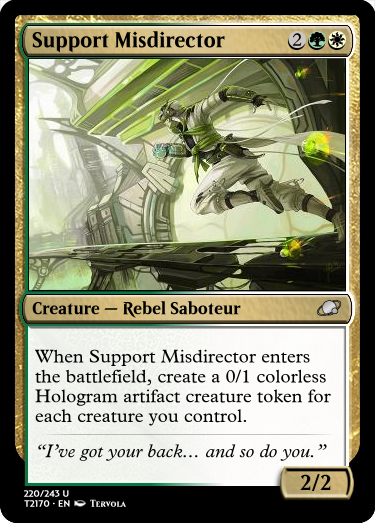 Support Misdirector 2
Creature — Rebel Saboteur
When Support Misdirector enters
the battlefield, create a 0/1 colorless
Hologram artifact creature token for
each creature you control.
“I’ve got your back… and so do you.”
2/2
220/243 U
T2170 · EN Tervola